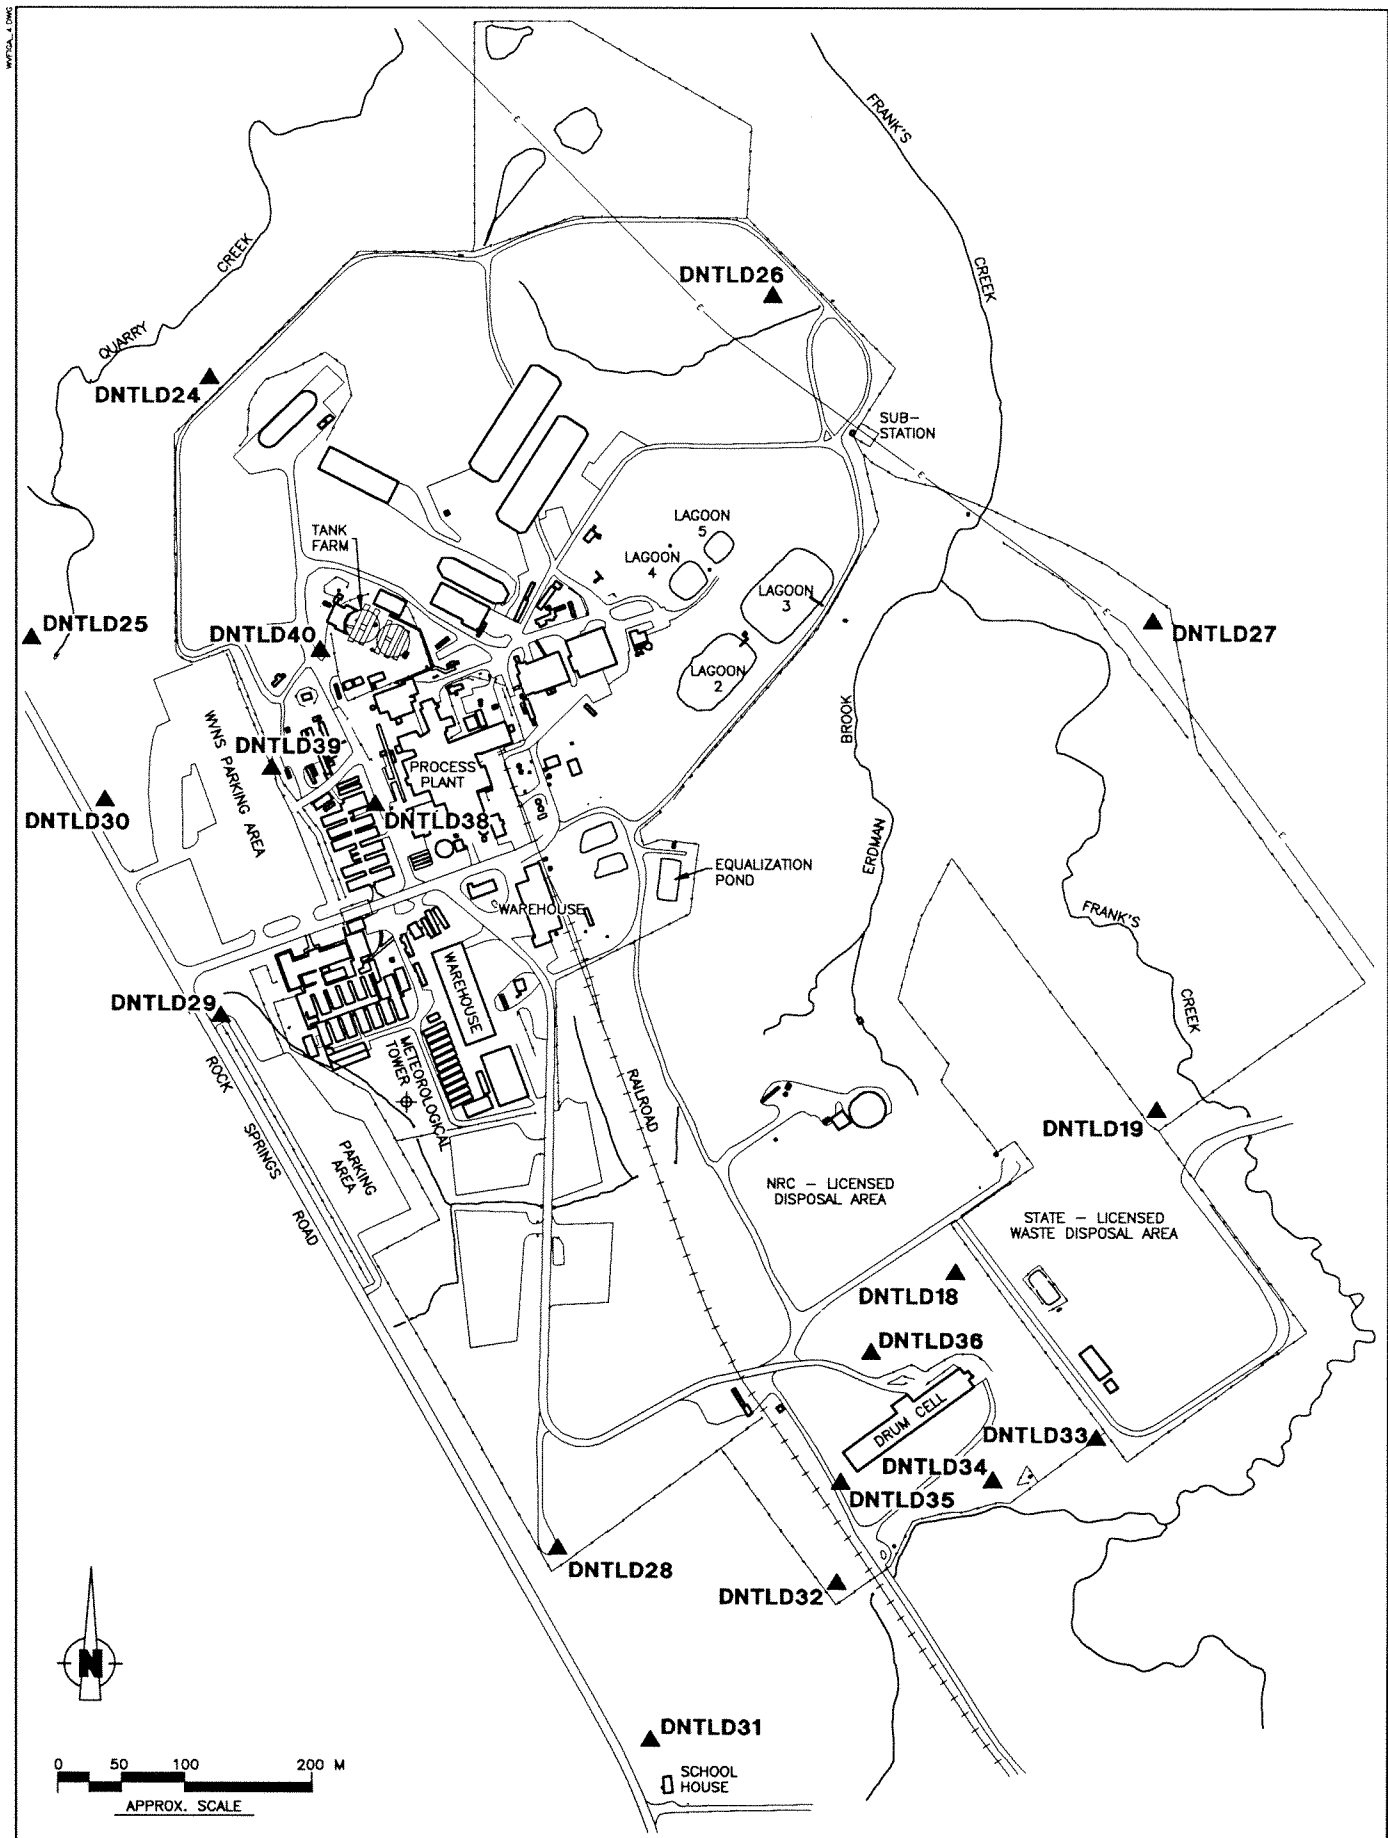 FRANK'S
CREEK
CREEK
QUARRY
DNTLD26
DNTLD24
SUB-
STATION
LAGOON
5
LAGOON
4
TANK
FARM
LAGOON
3
DNTLD25
DNTLD40
DNTLD27
LAGOON
2
BROOK
ERDMAN
WVNS PARKING AREA
DNTLD39
PROCESS
PLANT
DNTLD30
DNTLD38
EQUALIZATION
POND
WAREHOUSE
FRANK'S
CREEK
WAREHOUSE
DNTLD29
METEOROLOGICAL
TOWER
ROCK
SPRINGS
ROAD
RAILROAD
PARKING
AREA
DNTLD19
NRC - LICENSED
DISPOSAL AREA
STATE - LICENSED
WASTE DISPOSAL AREA
DNTLD18
DNTLD36
DRUM CELL
DNTLD33
DNTLD34
DNTLD35
DNTLD28
DNTLD32
N
DNTLD31
SCHOOL
HOUSE
0 50 100 200 M
APPROX. SCALE